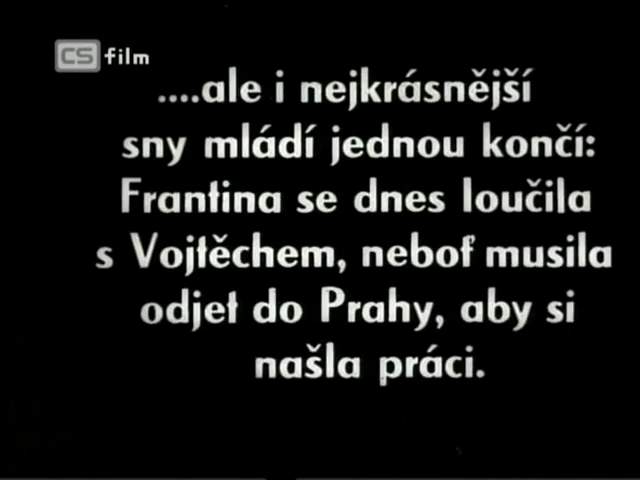 CS film
....ale i nejkrásnější
sny mládí jednou končí:
Frantina se dnes loučila
s Vojtěchem, neboť musila
odjet do Prahy, aby si
našla práci.